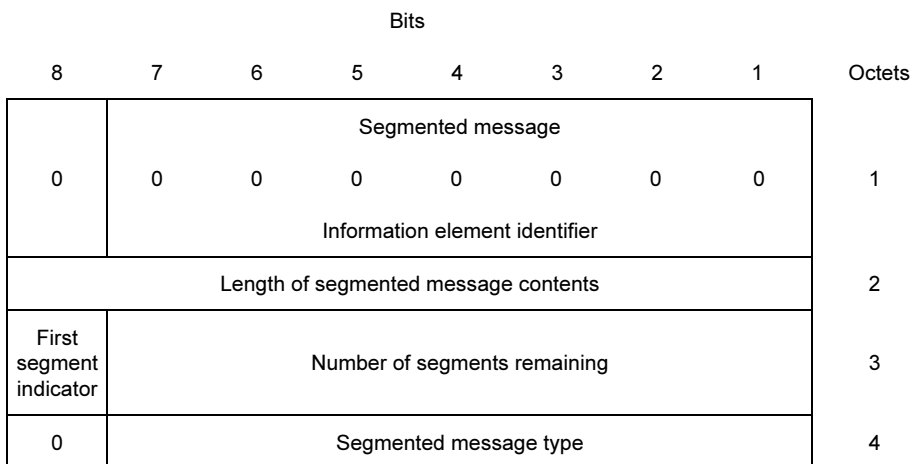 Bits
8 7 6 5 4 3 2 1 Octets
Segmented message
0 0 0 0 0 0 0 0 1
Information element identifier
Length of segmented message contents 2
First
segment
indicator
Number of segments remaining 3
0 Segmented message type 4